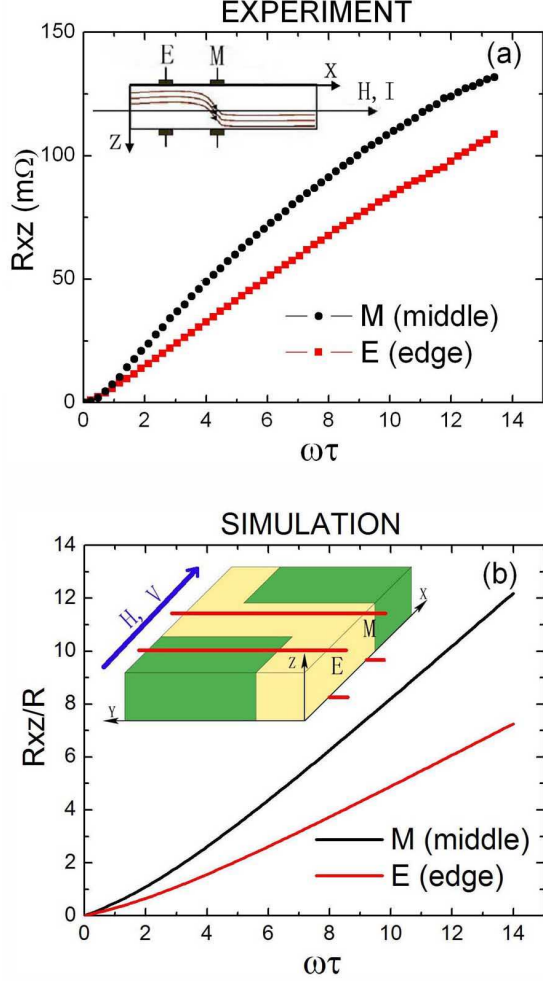 EXPERIMENT
150
(a)
E M
X
H, I
Z
100
Rxz (mΩ)
50
M (middle)
E (edge)
0
0 2 4 6 8 10 12 14
ωτ
SIMULATION
14
(b)
12
H, V
X
M
10
Z E
8
Y
Rxz/R
6
4
M (middle)
2
E (edge)
0
0 2 4 6 8 10 12 14
ωτ